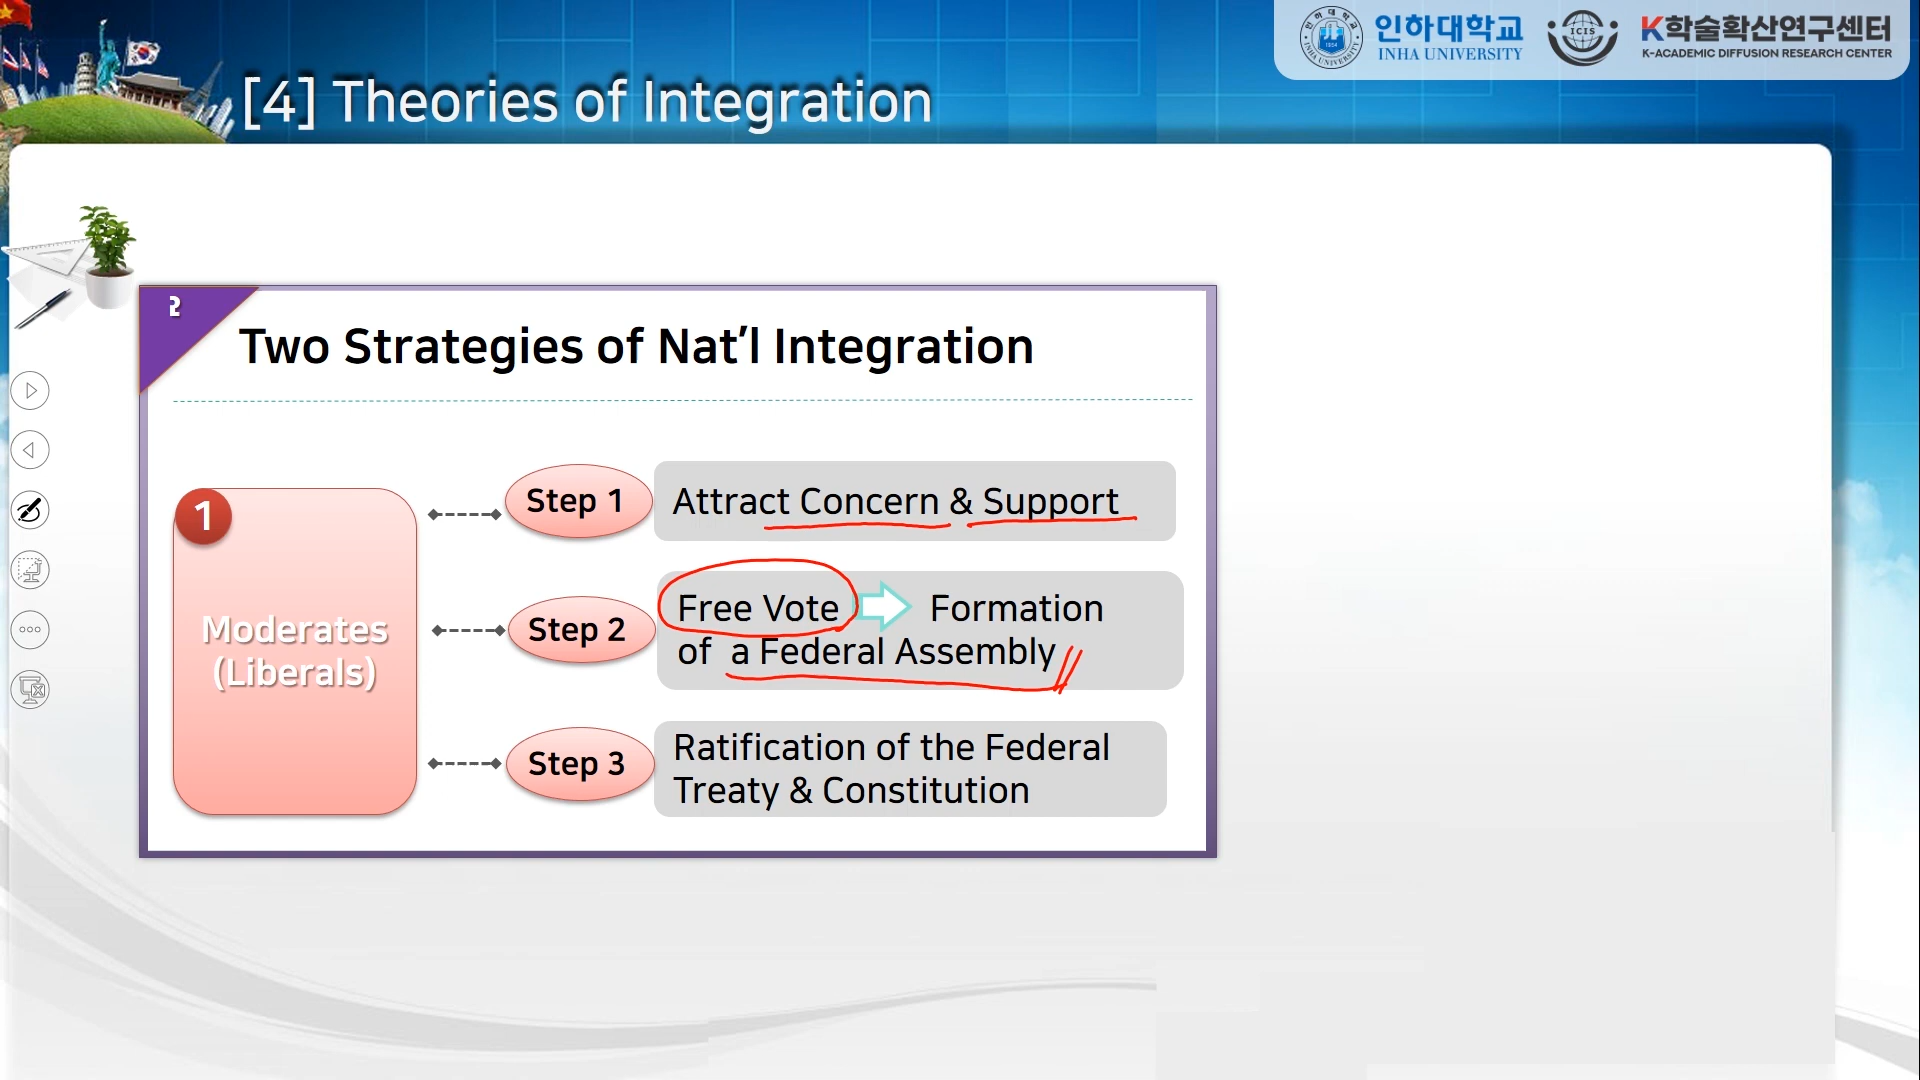 인하대학교
INHA UNIVERSITY
ICIS
K학술확산연구센터
K-ACADEMIC DIFFUSION RESEARCH CENTER
[4] Theories of Integration
2
Two Strategies of Nat’l Integration
1
Moderates
(Liberals)
Step 1
Attract Concern & Support
Step 2
Free Vote Formation
of a Federal Assembly
Step 3
Ratification of the Federal
Treaty & Constitution